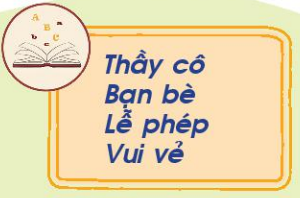 A B C
a
b c
Thầy cô
Bạn bè
Lễ phép
Vui vẻ